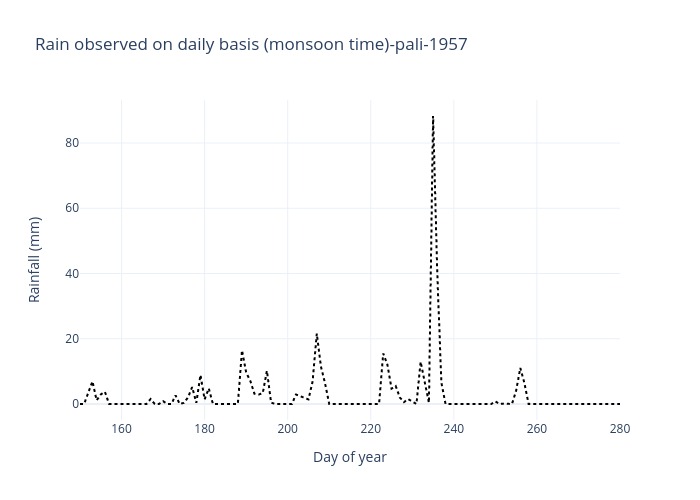 Rain observed on daily basis (monsoon time)-pali-1957
80
60
40
20
0
Rainfall (mm)
160 180 200 220 240 260 280
Day of year